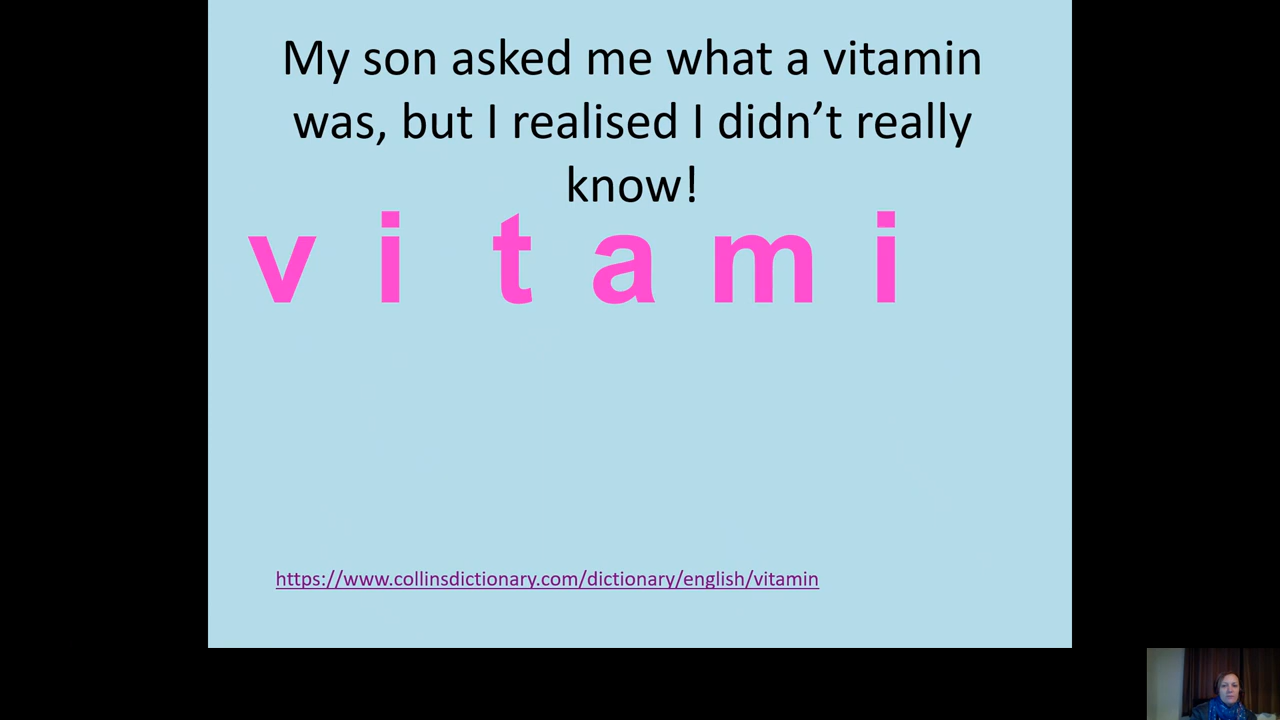 My son asked me what a vitamin
was, but I realised I didn’t really
know!
v i t a m i
https://www.collinsdictionary.com/dictionary/english/vitamin